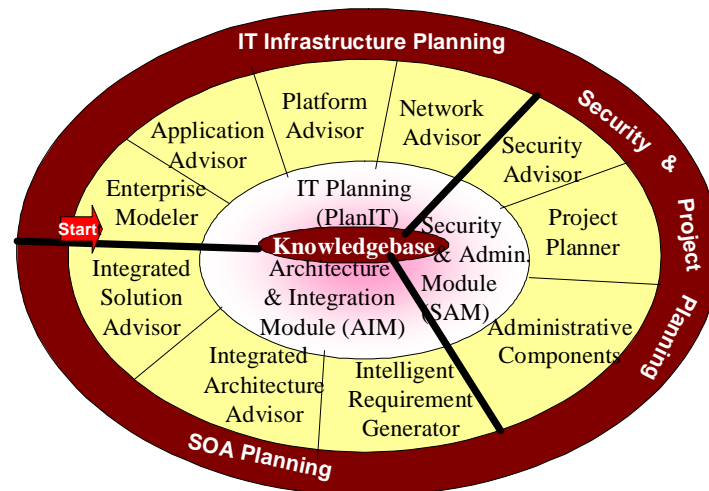 IT Infrastructure Planning
Security & Project Planning
SOA Planning
Start
Enterprise
Modeler
Application
Advisor
Platform
Advisor
Network
Advisor
Security
Advisor
Project
Planner
Administrative
Components
Intelligent
Requirement
Generator
Integrated
Architecture
Advisor
Integrated
Solution
Advisor
IT Planning
(PlanIT)
Security
& Admin.
Module
(SAM)
Knowledgebase
Architecture
& Integration
Module (AIM)